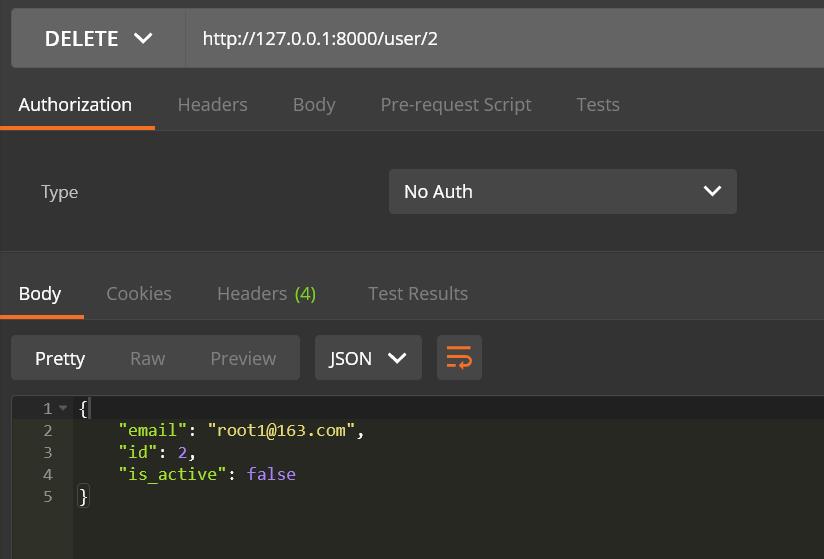 DELETE http://127.0.0.1:8000/user/2
Authorization Headers Body Pre-request Script Tests
Type No Auth
Body Cookies Headers (4) Test Results
Pretty Raw Preview JSON
1 {
2 "email": "root1@163.com",
3 "id": 2,
4 "is_active": false
5 }